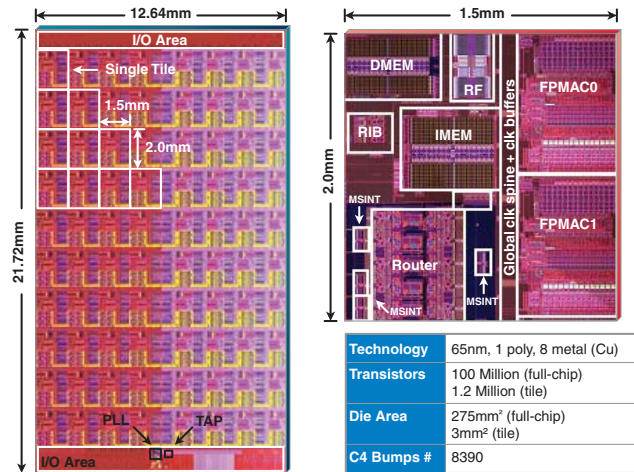 12.64mm
I/O Area
Single Tile
1.5mm
2.0mm
21.72mm
PLL
TAP
I/O Area
1.5mm
2.0mm
DMEM
RF
RIB
IMEM
Global clk spine + clk buffers
FPMAC0
FPMAC1
MSINT
Router
MSINT
MSINT
Technology 65nm, 1 poly, 8 metal (Cu)
Transistors 100 Million (full-chip)
1.2 Million (tile)
Die Area 275mm² (full-chip)
3mm² (tile)
C4 Bumps # 8390